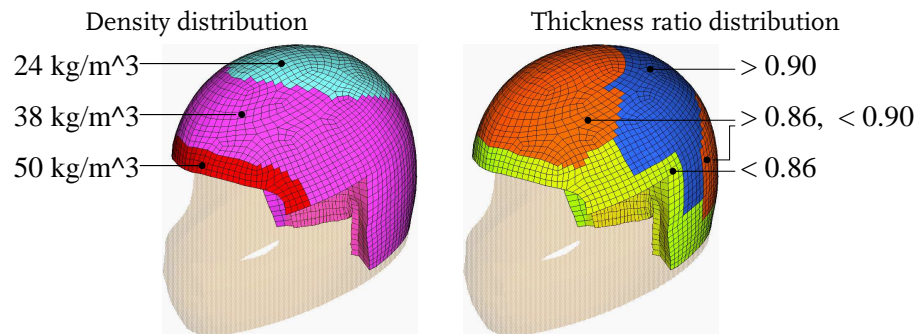 Density distribution
24 kg/m^3
38 kg/m^3
50 kg/m^3
Thickness ratio distribution
> 0.90
> 0.86, < 0.90
< 0.86